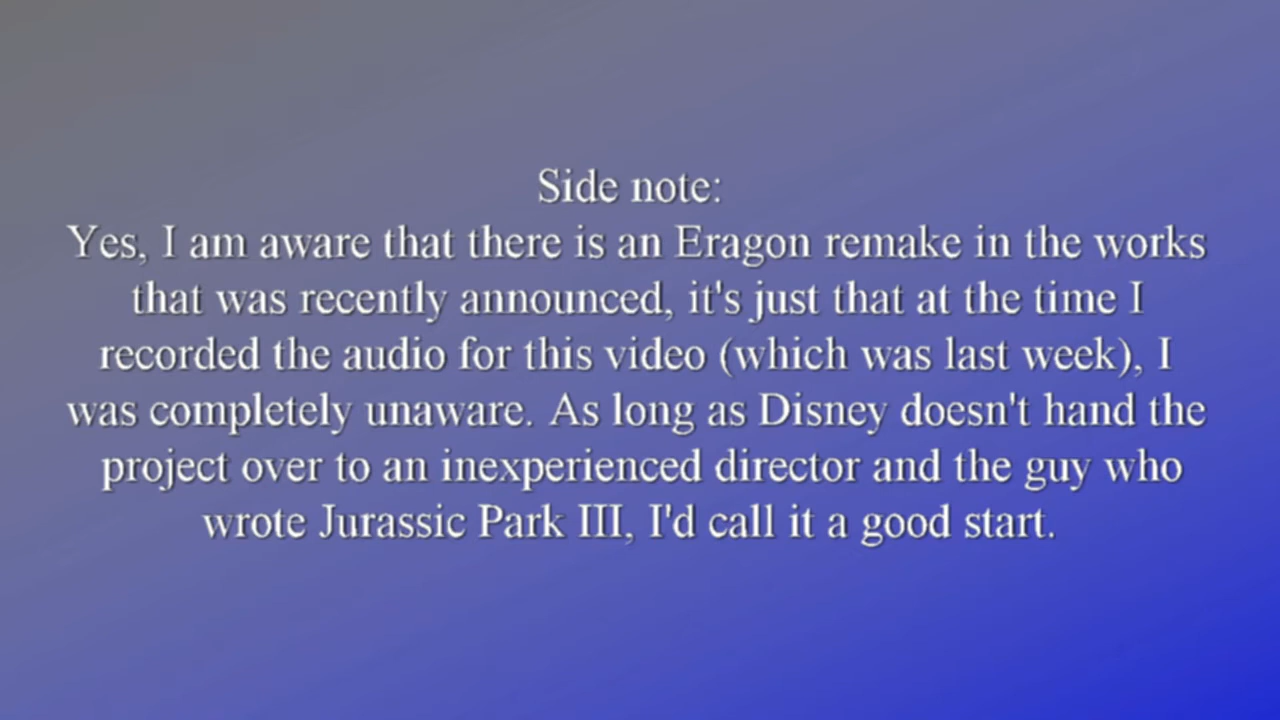 Side note:
Yes, I am aware that there is an Eragon remake in the works
that was recently announced, it's just that at the time I
recorded the audio for this video (which was last week), I
was completely unaware. As long as Disney doesn't hand the
project over to an inexperienced director and the guy who
wrote Jurassic Park III, I'd call it a good start.